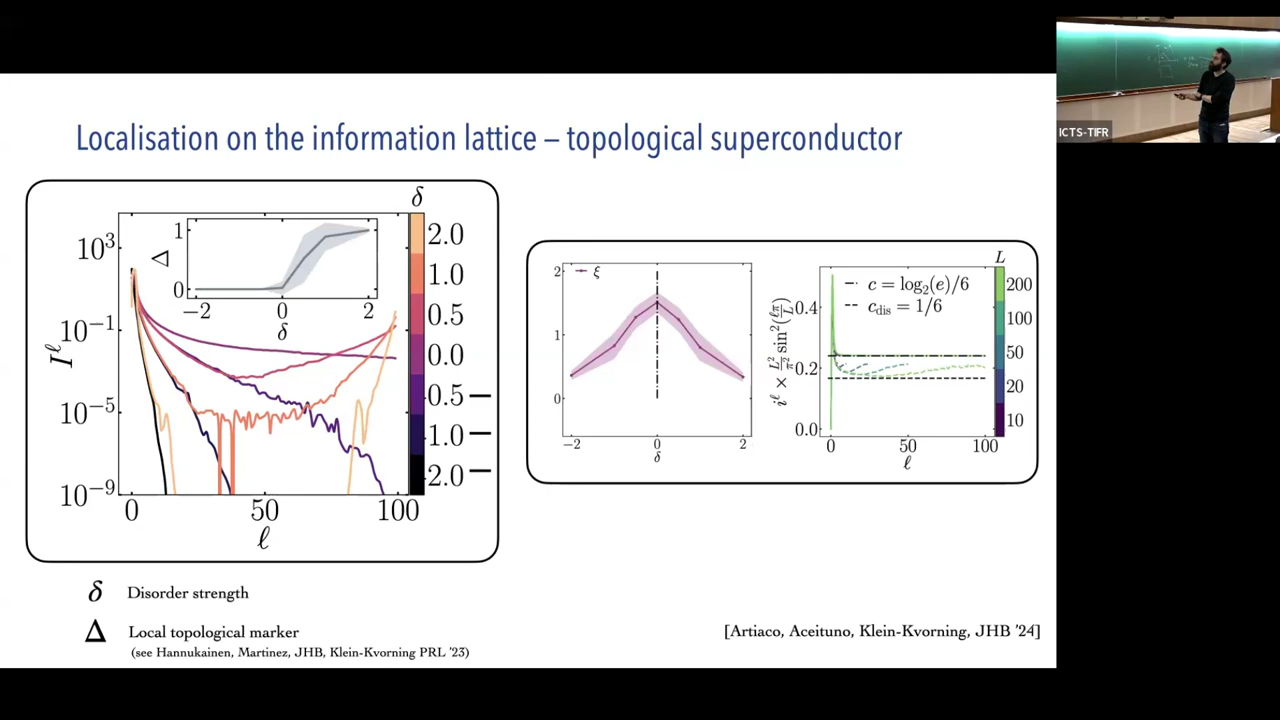 ICTS-TIFR
Localisation on the information lattice – topological superconductor
δ
10³
10⁻¹
10⁻⁵
10⁻⁹
I^ℓ
0 50 100
ℓ
Δ
1
0
−2 0 2
δ
2.0
1.0
0.5
0.0
0.5 —
1.0 —
2.0 —
ξ
2
1
0
−2 0 2
δ
i^ℓ × L²/π² sin²(ℓπ/L)
0.4
0.2
0.0
0 50 100
ℓ
c = log₂(e)/6
c_dis = 1/6
L
200
100
50
20
10
δ Disorder strength
Δ Local topological marker
(see Hannukainen, Martinez, JHB, Klein-Kvorning PRL '23)
[Artiaco, Aceituno, Klein-Kvorning, JHB '24]